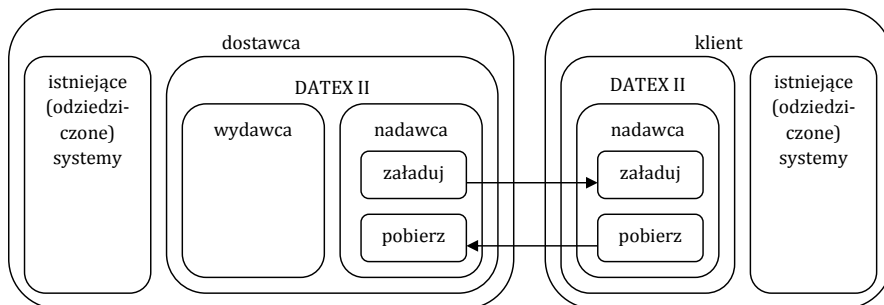 dostawca
istniejące
(odziedzi-
czone)
systemy
DATEX II
wydawca
nadawca
załaduj
pobierz
klient
DATEX II
nadawca
załaduj
pobierz
istniejące
(odziedzi-
czone)
systemy